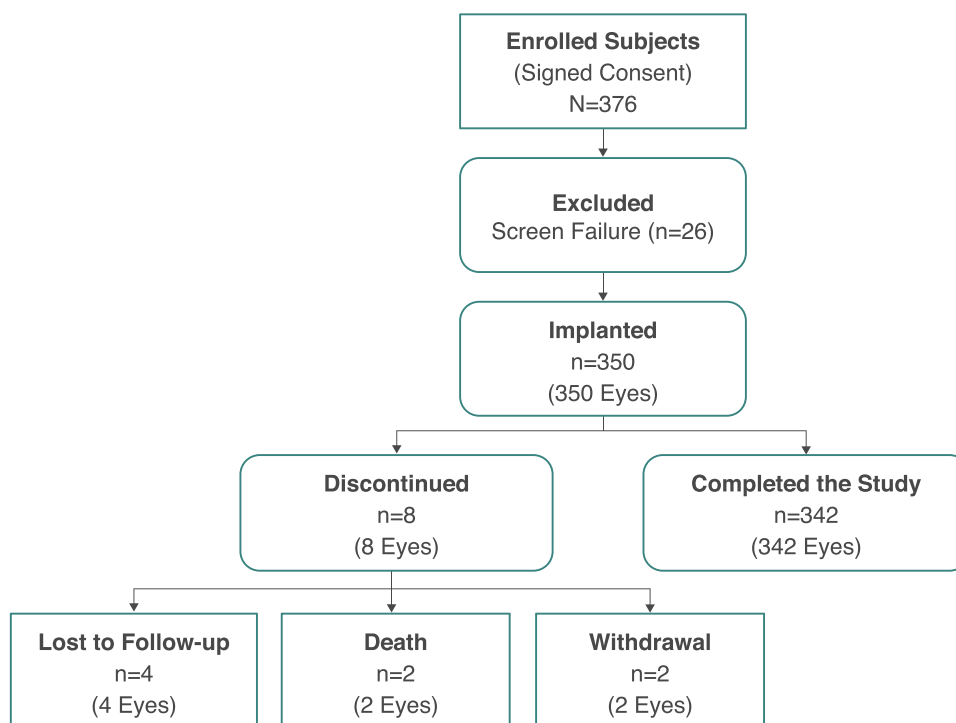 Enrolled Subjects
(Signed Consent)
N=376
Excluded
Screen Failure (n=26)
Implanted
n=350
(350 Eyes)
Discontinued
n=8
(8 Eyes)
Completed the Study
n=342
(342 Eyes)
Lost to Follow-up
n=4
(4 Eyes)
Death
n=2
(2 Eyes)
Withdrawal
n=2
(2 Eyes)